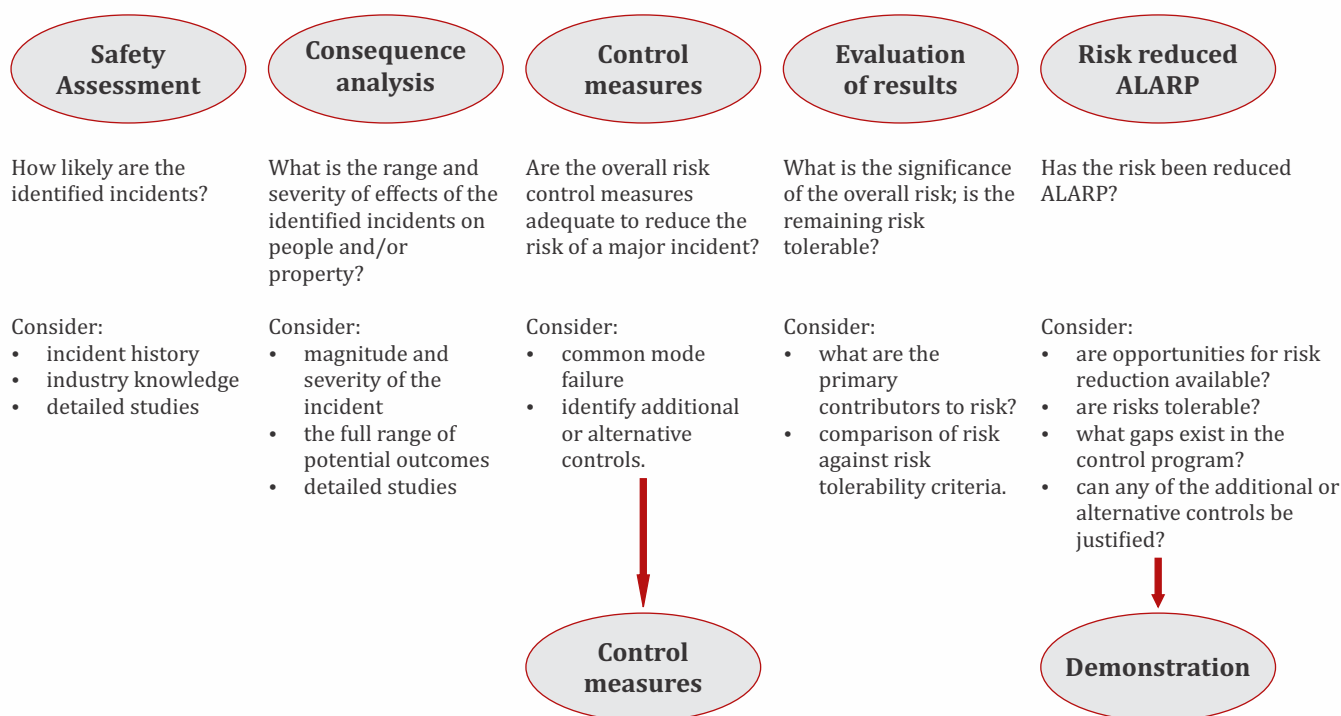 Safety
Assessment
Consequence
analysis
Control
measures
Evaluation
of results
Risk reduced
ALARP
How likely are the
identified incidents?
What is the range and
severity of effects of the
identified incidents on
people and/or
property?
Are the overall risk
control measures
adequate to reduce the
risk of a major incident?
What is the significance
of the overall risk; is the
remaining risk
tolerable?
Has the risk been reduced
ALARP?
Consider:
• incident history
• industry knowledge
• detailed studies
Consider:
• magnitude and
severity of the
incident
• the full range of
potential outcomes
• detailed studies
Consider:
• common mode
failure
• identify additional
or alternative
controls.
Consider:
• what are the
primary
contributors to risk?
• comparison of risk
against risk
tolerability criteria.
Consider:
• are opportunities for risk
reduction available?
• are risks tolerable?
• what gaps exist in the
control program?
• can any of the additional or
alternative controls be
justified?
Control
measures
Demonstration